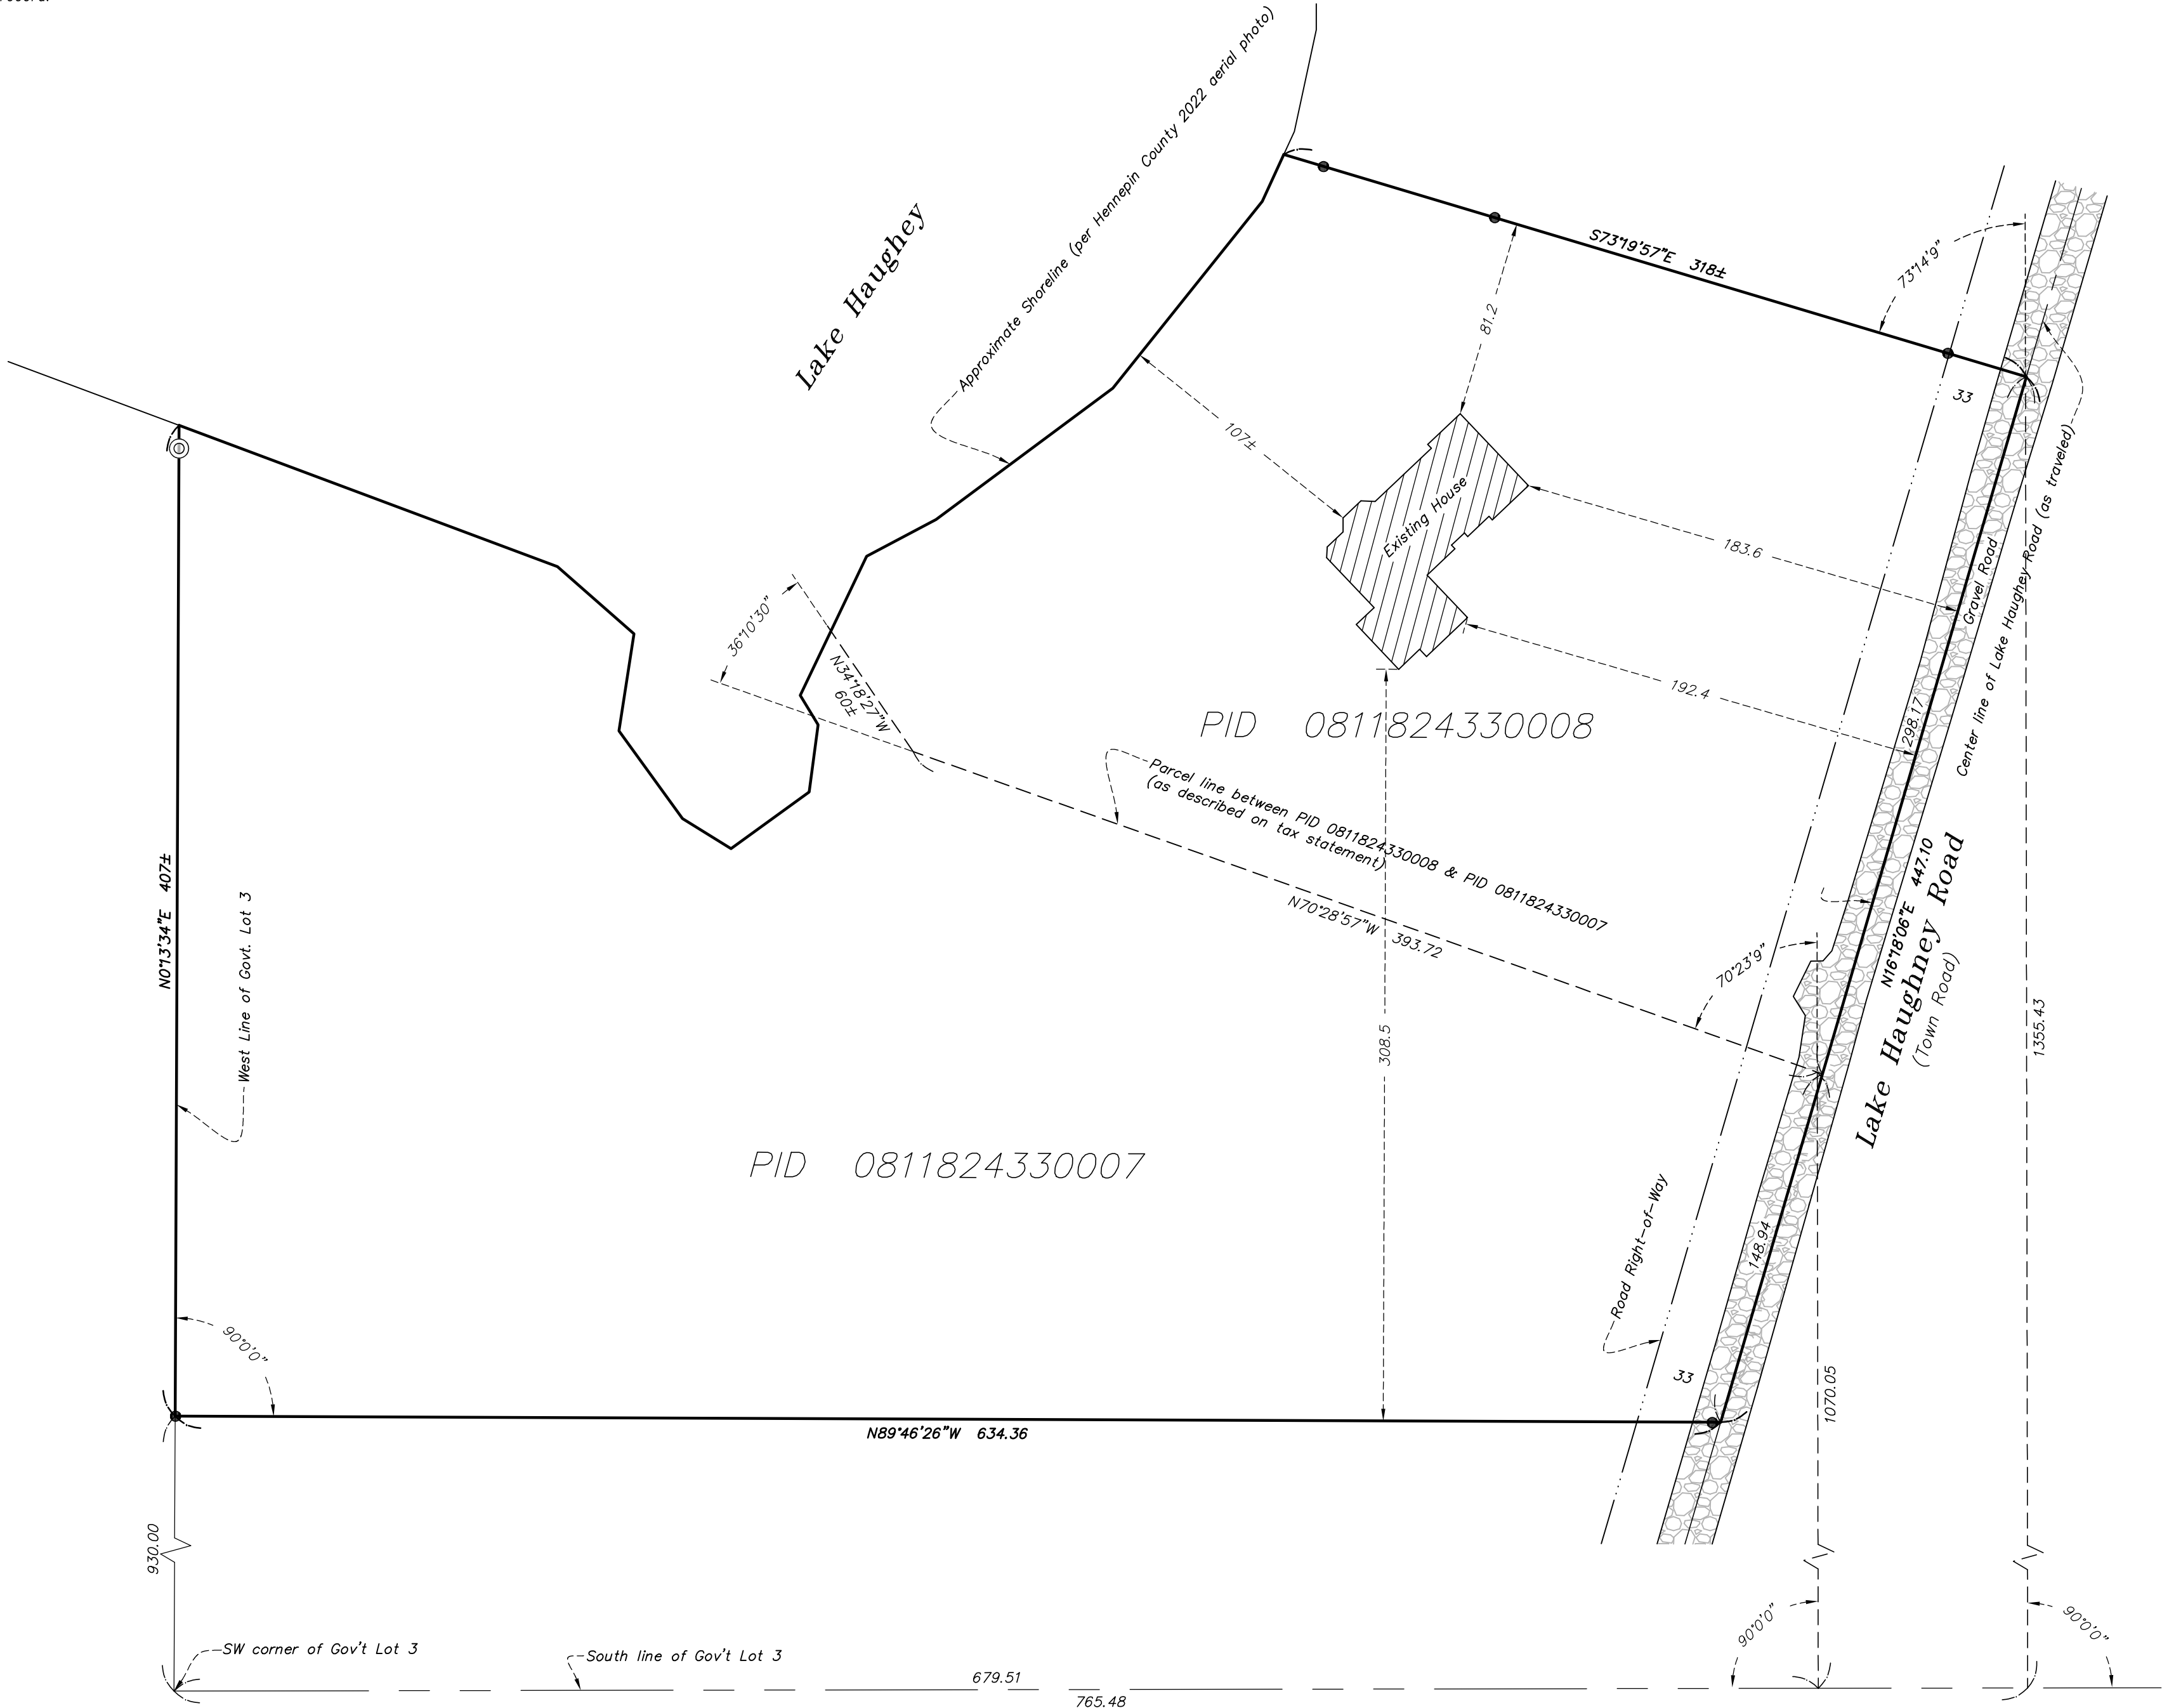 Approximate Shoreline (per Hennepin County 2022 aerial photo)
Lake Haughey
S73°19'57"E 318±
73°14'9"
81.2
33
107±
Existing House
183.6
Gravel Road
Center line of Lake Haughey Road (as traveled)
36°10'30"
N34°18'27"W
60±
192.4
298.17
PID 0811824330008
Parcel line between PID 0811824330008 & PID 0811824330007
(as described on tax statement)
N70°28'57"W 393.72
N0°13'34"E 407±
West Line of Govt. Lot 3
70°23'9"
N16°18'06"E 447.10
Lake Haughney Road
(Town Road)
308.5
1355.43
PID 0811824330007
148.94
Road Right-of-Way
90°0'0"
33
1070.05
N89°46'26"W 634.36
930.00
90°0'0"
90°0'0"
SW corner of Gov't Lot 3
South line of Gov't Lot 3
679.51
765.48